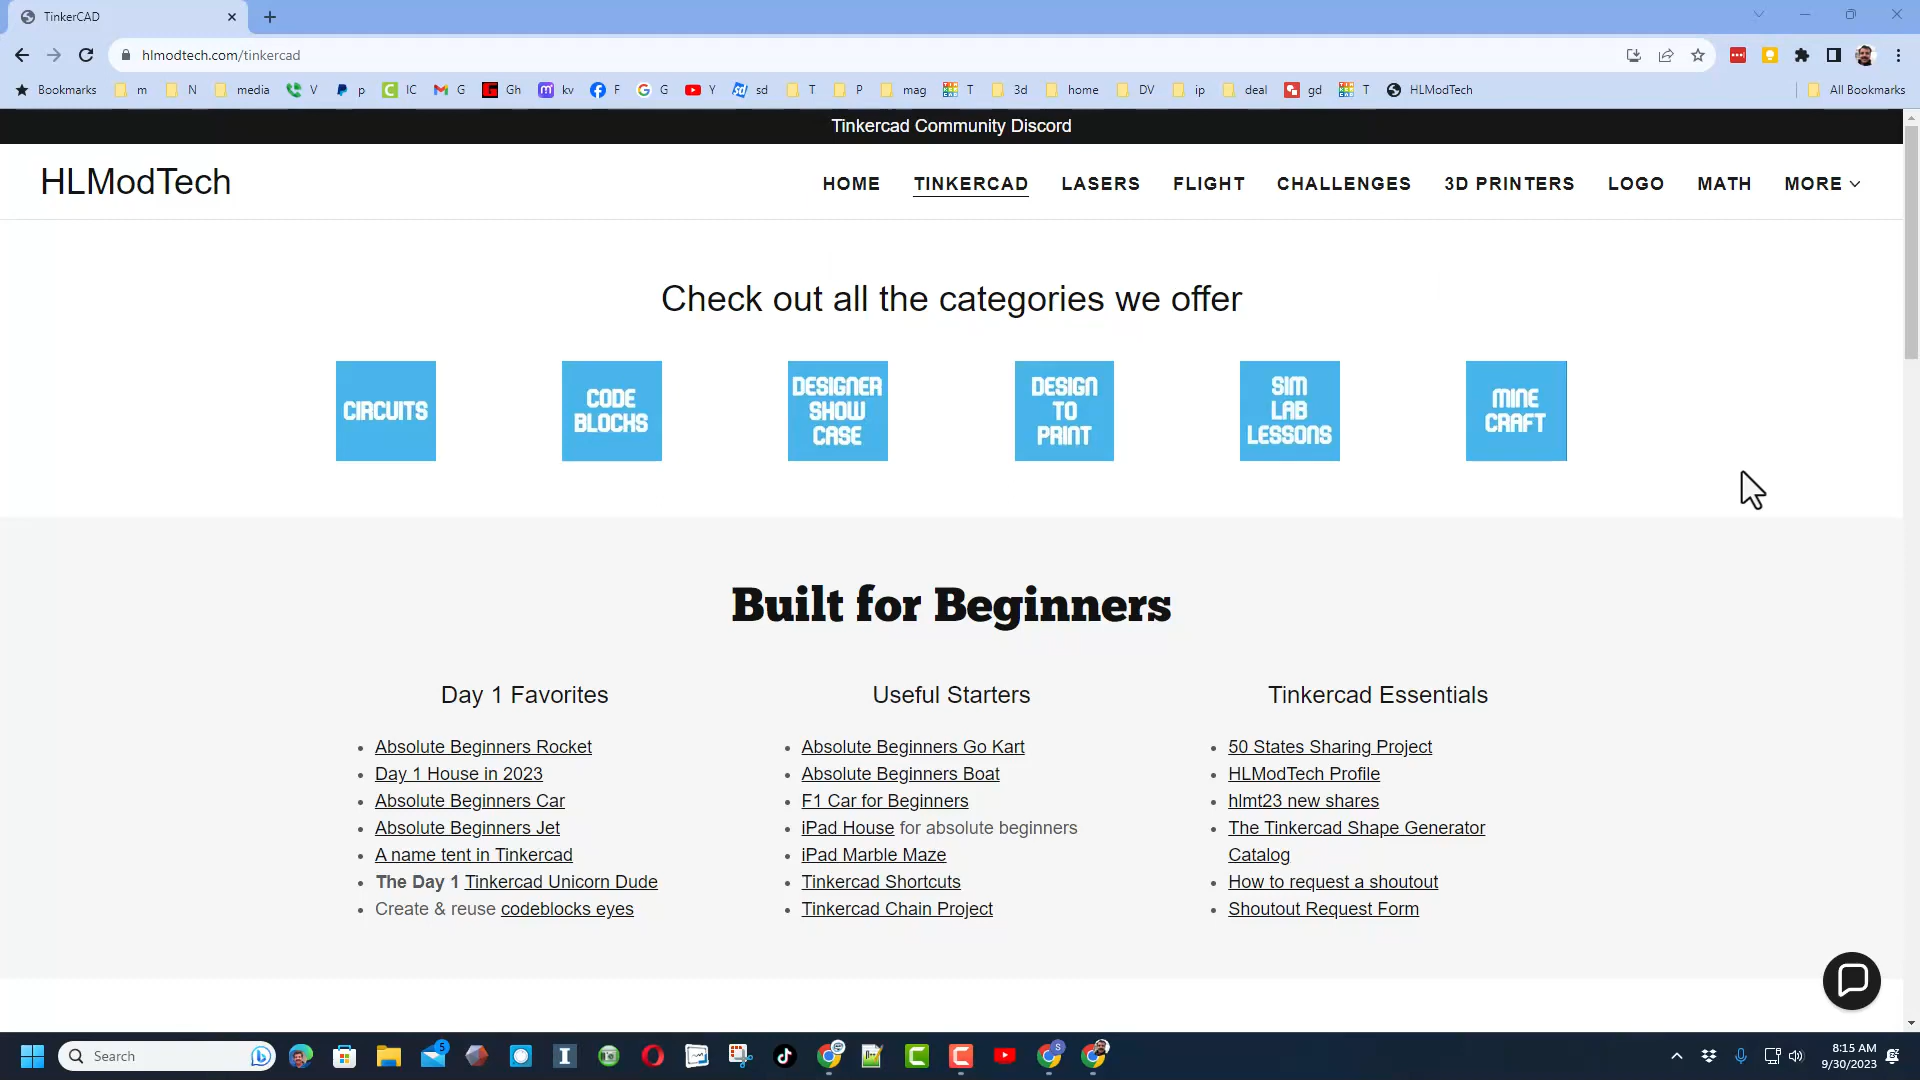 TinkerCAD
hlmodtech.com/tinkercad
Bookmarks m N media V p IC G Gh kv F G Y sd T P mag T 3d home DV ip deal gd T HLModTech All Bookmarks
Tinkercad Community Discord
HLModTech
HOME TINKERCAD LASERS FLIGHT CHALLENGES 3D PRINTERS LOGO MATH MORE
Check out all the categories we offer
CIRCUITS
CODE
BLOCKS
DESIGNER
SHOW
CASE
DESIGN
TO
PRINT
SIM
LAB
LESSONS
MINE
CRAFT
Built for Beginners
Day 1 Favorites
Absolute Beginners Rocket
Day 1 House in 2023
Absolute Beginners Car
Absolute Beginners Jet
A name tent in Tinkercad
The Day 1 Tinkercad Unicorn Dude
Create & reuse codeblocks eyes
Useful Starters
Absolute Beginners Go Kart
Absolute Beginners Boat
F1 Car for Beginners
iPad House for absolute beginners
iPad Marble Maze
Tinkercad Shortcuts
Tinkercad Chain Project
Tinkercad Essentials
50 States Sharing Project
HLModTech Profile
hlmt23 new shares
The Tinkercad Shape Generator
Catalog
How to request a shoutout
Shoutout Request Form
Search
5
S
8:15 AM
9/30/2023